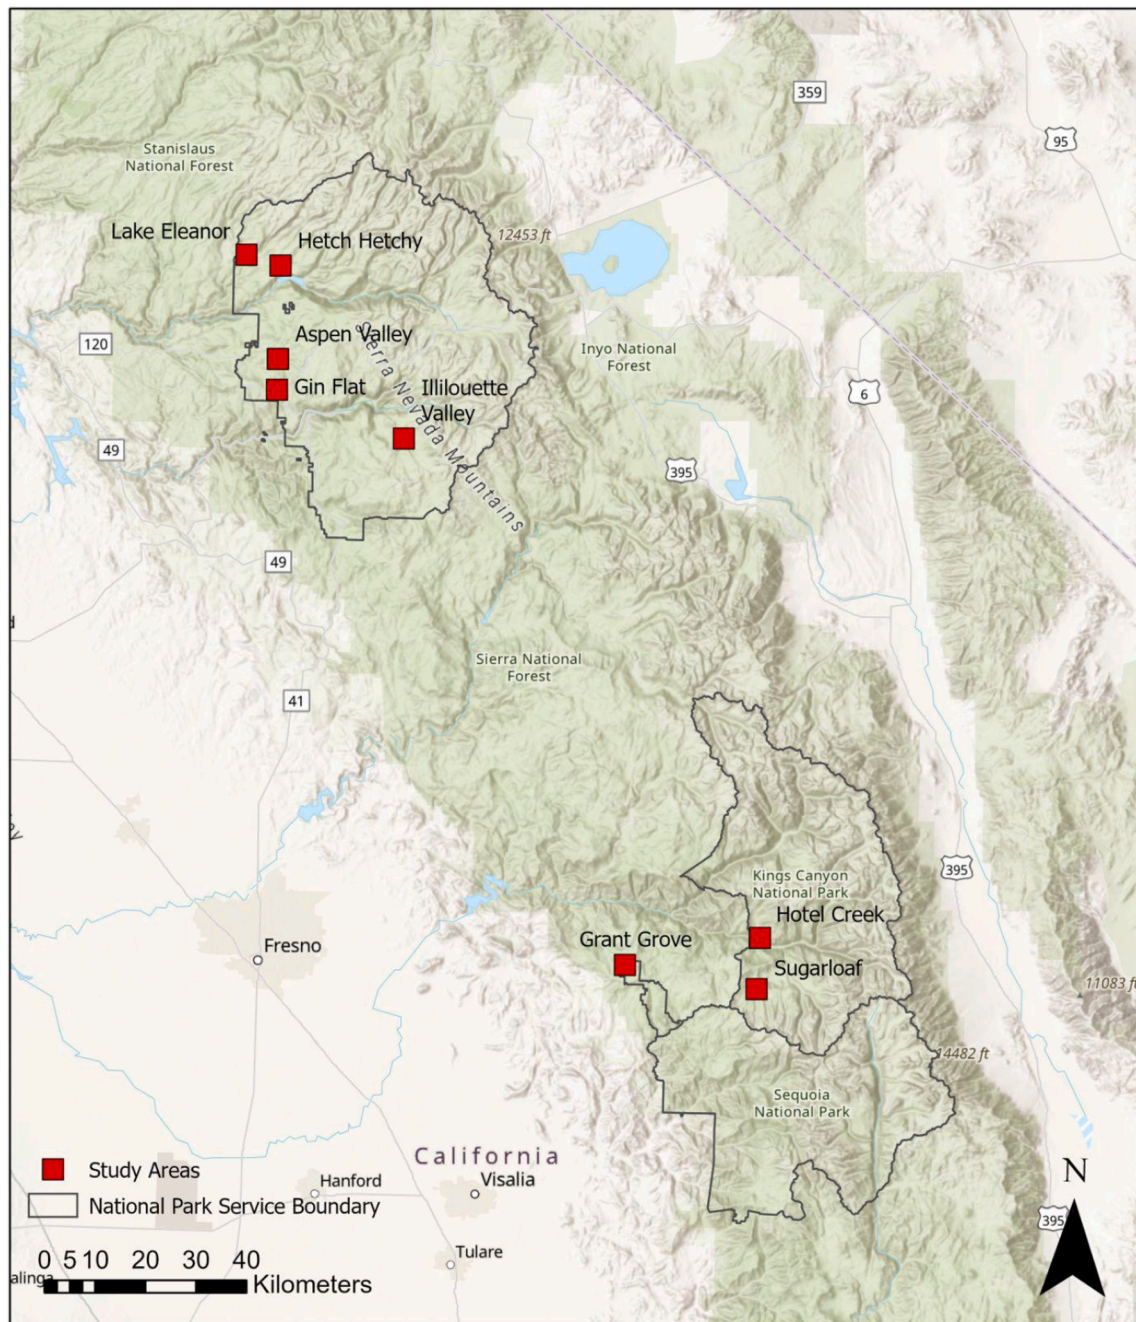 359
95
Stanislaus
National Forest
Lake Eleanor
Hetch Hetchy
12453 ft
120
Aspen Valley
Inyo National
Forest
Sierra Nevada Mountains
Gin Flat
Illilouette
Valley
6
49
395
49
Sierra National
Forest
41
395
Kings Canyon
National Park
Hotel Creek
Grant Grove
Fresno
Sugarloaf
11083 ft
14482 ft
Sequoia
National Park
California
Study Areas
N
Hanford
Visalia
National Park Service Boundary
395
0 5 10 20 30 40
Tulare
alinga
Kilometers